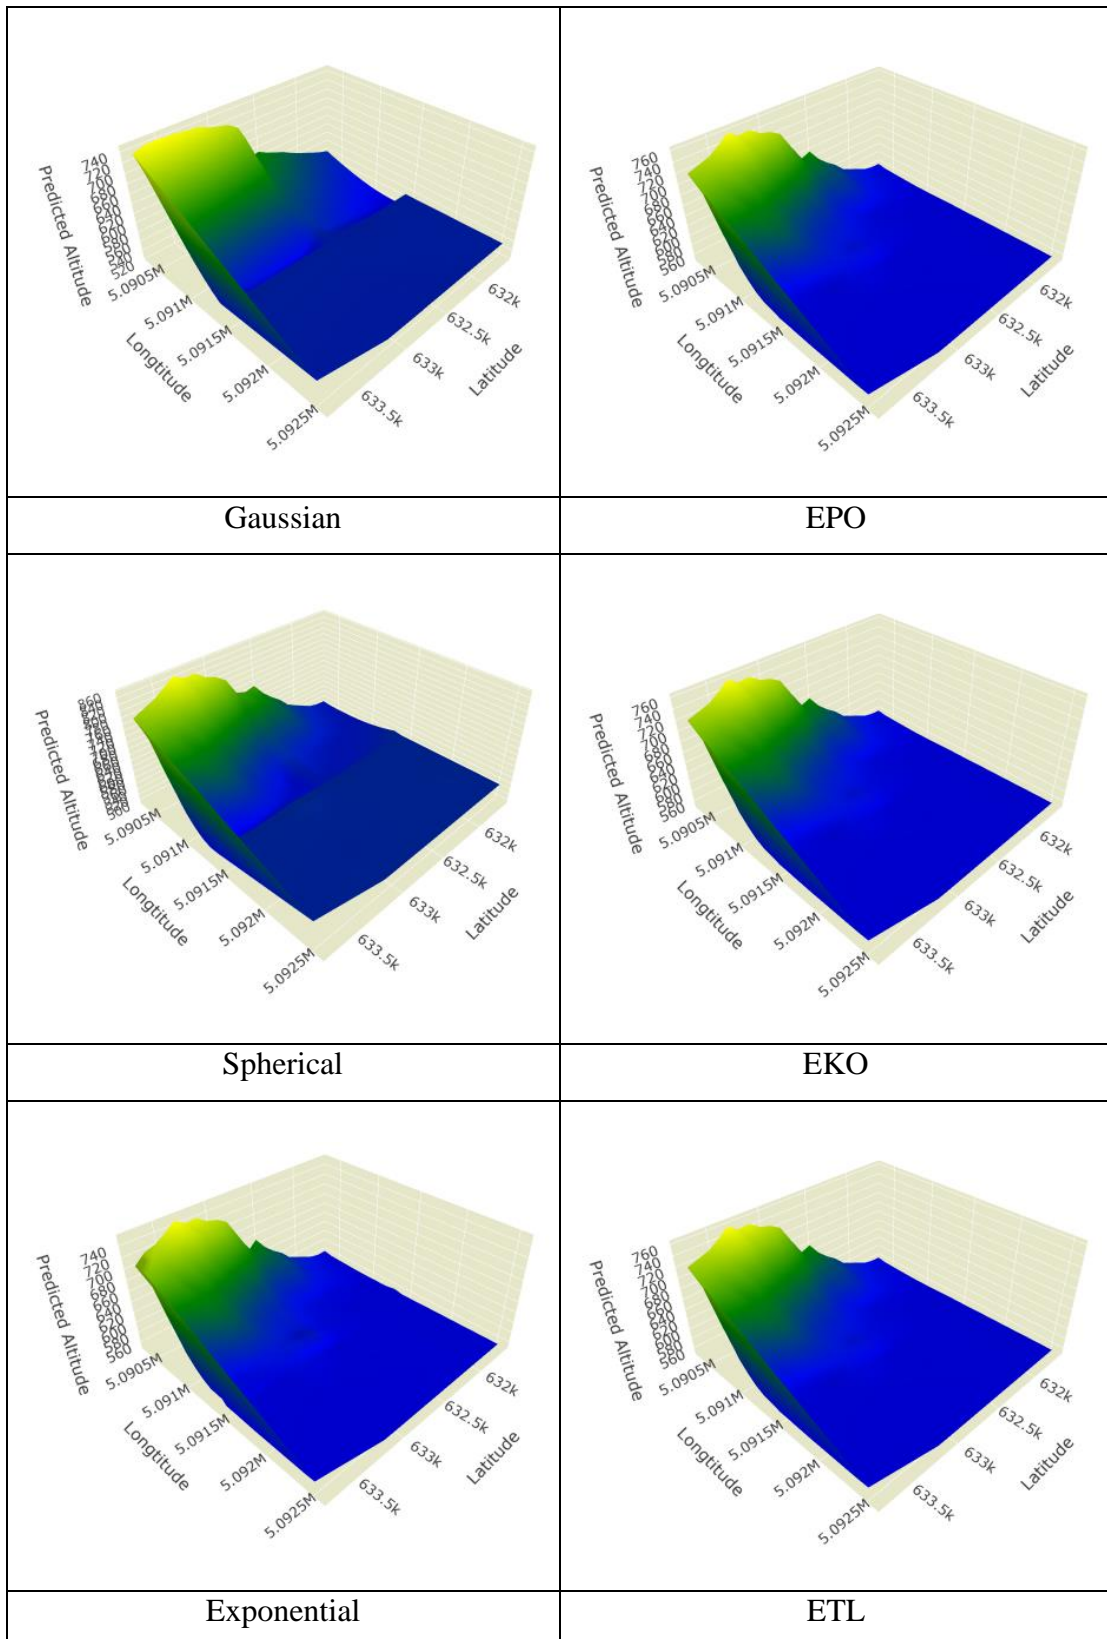 Predicted Altitude
740
720
700
680
660
640
620
600
580
560
540
520
5.0905M
5.091M
5.0915M
5.092M
5.0925M
Longtitude
632k
632.5k
633k
633.5k
Latitude
Gaussian
Predicted Altitude
760
740
720
700
680
660
640
620
600
580
560
5.0905M
5.091M
5.0915M
5.092M
5.0925M
Longtitude
632k
632.5k
633k
633.5k
Latitude
EPO
Predicted Altitude
5.0905M
5.091M
5.0915M
5.092M
5.0925M
Longtitude
632k
632.5k
633k
633.5k
Latitude
Spherical
Predicted Altitude
760
740
720
700
680
660
640
620
600
580
560
5.0905M
5.091M
5.0915M
5.092M
5.0925M
Longtitude
632k
632.5k
633k
633.5k
Latitude
EKO
Predicted Altitude
740
720
700
680
660
640
620
600
580
560
5.0905M
5.091M
5.0915M
5.092M
5.0925M
Longtitude
632k
632.5k
633k
633.5k
Latitude
Exponential
Predicted Altitude
760
740
720
700
680
660
640
620
600
580
560
5.0905M
5.091M
5.0915M
5.092M
5.0925M
Longtitude
632k
632.5k
633k
633.5k
Latitude
ETL